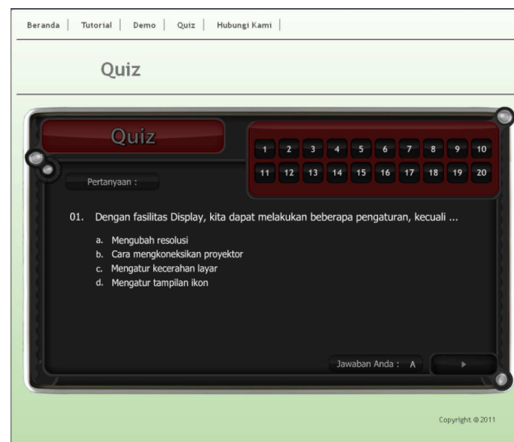 Beranda | Tutorial | Demo | Quiz | Hubungi Kami |
Quiz
Quiz
1 2 3 4 5 6 7 8 9 10
11 12 13 14 15 16 17 18 19 20
Pertanyaan :
01. Dengan fasilitas Display, kita dapat melakukan beberapa pengaturan, kecuali ...
a. Mengubah resolusi
b. Cara mengkoneksikan proyektor
c. Mengatur kecerahan layar
d. Mengatur tampilan ikon
Jawaban Anda : A
Copyright @ 2011